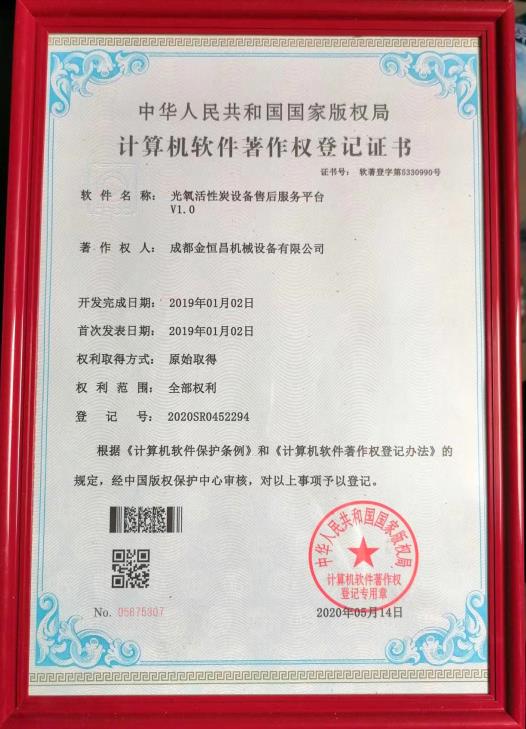 中华人民共和国国家版权局
计算机软件著作权登记证书
证书号： 软著登字第5330990号
软件名称： 光氧活性炭设备售后服务平台
V1.0
著作权人： 成都金恒昌机械设备有限公司
开发完成日期： 2019年01月02日
首次发表日期： 2019年01月02日
权利取得方式： 原始取得
权利范围： 全部权利
登记号： 2020SR0452294
根据《计算机软件保护条例》和《计算机软件著作权登记办法》的
规定，经中国版权保护中心审核，对以上事项予以登记。
中华人民共和国国家版权局
计算机软件著作权
登记专用章
No. 05675307
2020年05月14日